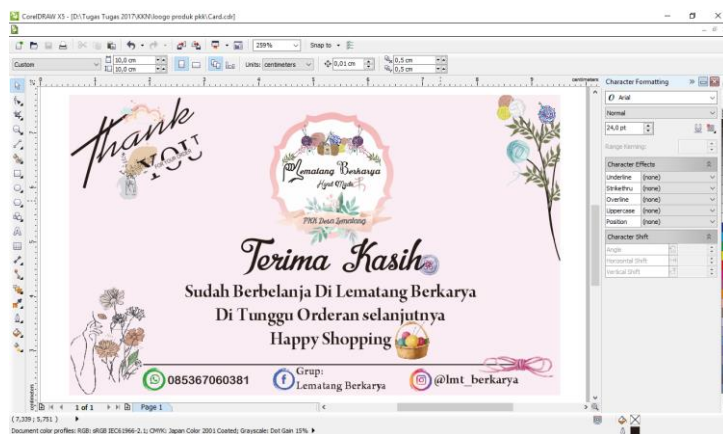 CorelDRAW X5 - [D:\Tugas Tugas 2017\KKN\loogo produk pkk\Card.cdr]
259%
Snap to
Custom
10,0 cm
10,0 cm
Units: centimeters
0,01 cm
0,5 cm
0,5 cm
centimeters
Character Formatting
Arial
Normal
24,0 pt
Range Kerning:
Character Effects
Underline (none)
Strikethru (none)
Overline (none)
Uppercase (none)
Position (none)
Character Shift
Angle
Horizontal Shift
Vertical Shift
Thank
YOU
FOR YOUR ORDER
Lematang Berkarya
PKK Desa Lematang
Terima Kasih
Sudah Berbelanja Di Lematang Berkarya
Di Tunggu Orderan selanjutnya
Happy Shopping
085367060381
Grup:
Lematang Berkarya
@lmt_berkarya
1 of 1
Page 1
(7,339; 5,751 )
Document color profiles: RGB: sRGB IEC61966-2.1; CMYK: Japan Color 2001 Coated; Grayscale: Dot Gain 15%